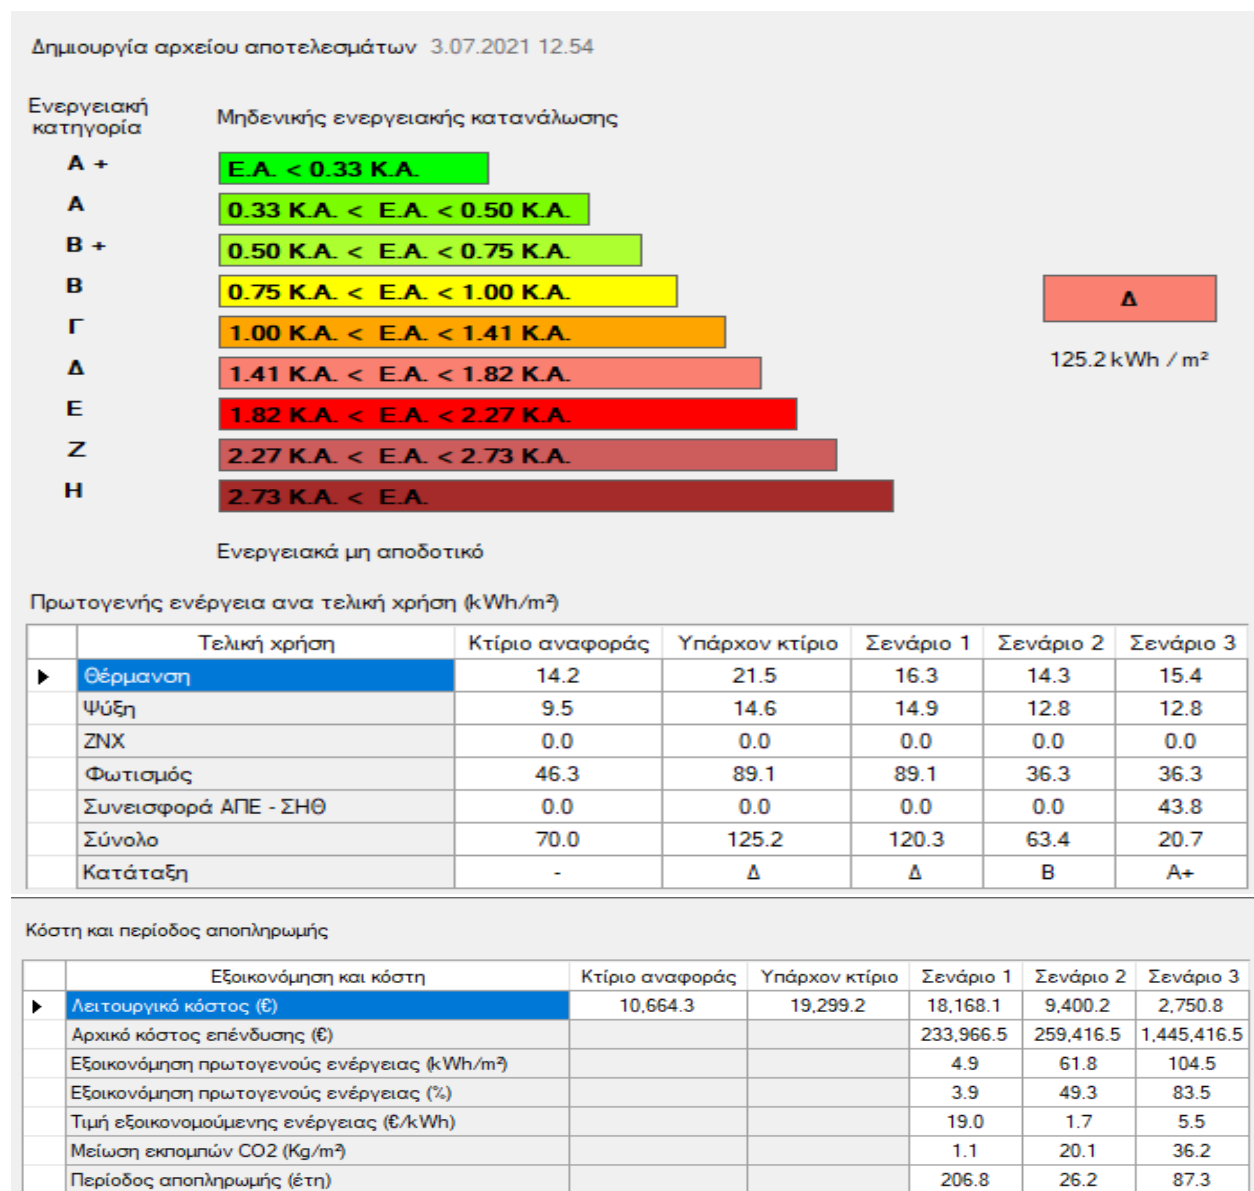 Δημιουργία αρχείου αποτελεσμάτων 3.07.2021 12.54
Ενεργειακή κατηγορία
Μηδενικής ενεργειακής κατανάλωσης
Α + Ε.Α. < 0.33 Κ.Α.
Α 0.33 Κ.Α. < Ε.Α. < 0.50 Κ.Α.
Β + 0.50 Κ.Α. < Ε.Α. < 0.75 Κ.Α.
Β 0.75 Κ.Α. < Ε.Α. < 1.00 Κ.Α.
Γ 1.00 Κ.Α. < Ε.Α. < 1.41 Κ.Α.
Δ 1.41 Κ.Α. < Ε.Α. < 1.82 Κ.Α.
Ε 1.82 Κ.Α. < Ε.Α. < 2.27 Κ.Α.
Ζ 2.27 Κ.Α. < Ε.Α. < 2.73 Κ.Α.
Η 2.73 Κ.Α. < Ε.Α.
Δ
125.2 kWh / m²
Ενεργειακά μη αποδοτικό
Πρωτογενής ενέργεια ανα τελική χρήση (kWh/m²)
Τελική χρήση Κτίριο αναφοράς Υπάρχον κτίριο Σενάριο 1 Σενάριο 2 Σενάριο 3
Θέρμανση 14.2 21.5 16.3 14.3 15.4
Ψύξη 9.5 14.6 14.9 12.8 12.8
ΖΝΧ 0.0 0.0 0.0 0.0 0.0
Φωτισμός 46.3 89.1 89.1 36.3 36.3
Συνεισφορά ΑΠΕ - ΣΗΘ 0.0 0.0 0.0 0.0 43.8
Σύνολο 70.0 125.2 120.3 63.4 20.7
Κατάταξη - Δ Δ Β Α+
Κόστη και περίοδος αποπληρωμής
Εξοικονόμηση και κόστη Κτίριο αναφοράς Υπάρχον κτίριο Σενάριο 1 Σενάριο 2 Σενάριο 3
Λειτουργικό κόστος (€) 10,664.3 19,299.2 18,168.1 9,400.2 2,750.8
Αρχικό κόστος επένδυσης (€) 233,966.5 259,416.5 1,445,416.5
Εξοικονόμηση πρωτογενούς ενέργειας (kWh/m²) 4.9 61.8 104.5
Εξοικονόμηση πρωτογενούς ενέργειας (%) 3.9 49.3 83.5
Τιμή εξοικονομούμενης ενέργειας (€/kWh) 19.0 1.7 5.5
Μείωση εκπομπών CO2 (Kg/m²) 1.1 20.1 36.2
Περίοδος αποπληρωμής (έτη) 206.8 26.2 87.3